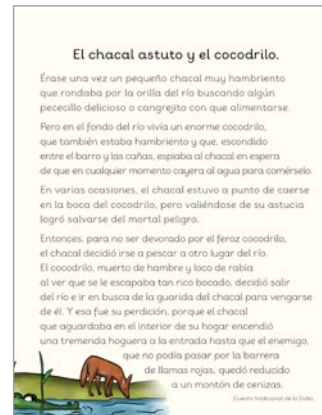 El chacal astuto y el cocodrilo.
Érase una vez un pequeño chacal muy hambriento
que rondaba por la orilla del río buscando algún
pececillo delicioso o cangrejito con que alimentarse.
Pero en el fondo del río vivía un enorme cocodrilo,
que también estaba hambriento y que, escondido
entre el barro y las cañas, espiaba al chacal en espera
de que en cualquier momento cayera al agua para comérselo.
En varias ocasiones, el chacal estuvo a punto de caerse
en la boca del cocodrilo, pero valiéndose de su astucia
logró salvarse del mortal peligro.
Entonces, para no ser devorado por el feroz cocodrilo,
el chacal decidió irse a pescar a otro lugar del río.
El cocodrilo, muerto de hambre y loco de rabia
al ver que se le escapaba tan rico bocado, decidió salir
del río e ir en busca de la guarida del chacal para vengarse
de él. Y esa fue su perdición, porque el chacal
que aguardaba en el interior de su hogar encendió
una tremenda hoguera a la entrada hasta que el enemigo,
que no podía pasar por la barrera
de llamas rojas, quedó reducido
a un montón de cenizas.
Cuento tradicional de la India.